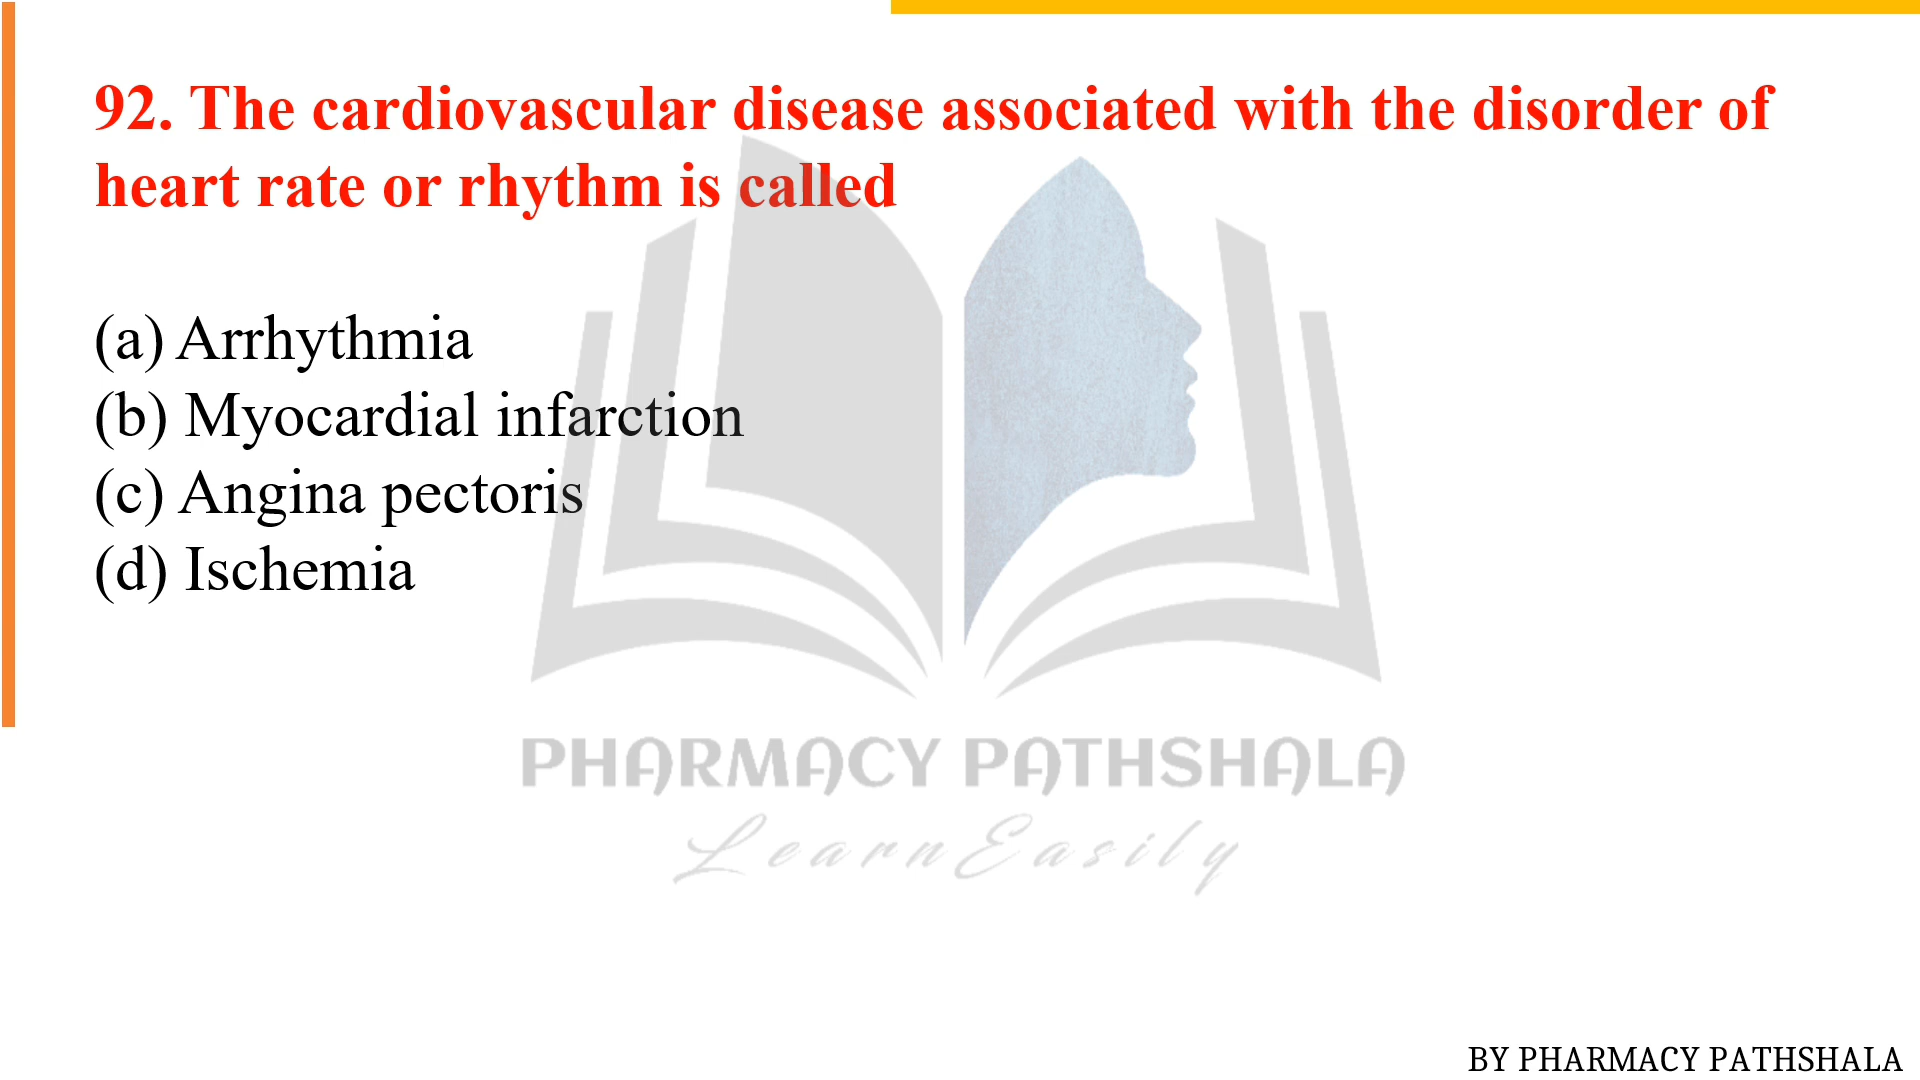 92. The cardiovascular disease associated with the disorder of
heart rate or rhythm is called
(a) Arrhythmia
(b) Myocardial infarction
(c) Angina pectoris
(d) Ischemia
PHARMACY PATHSHALA
Learn Easily
BY PHARMACY PATHSHALA